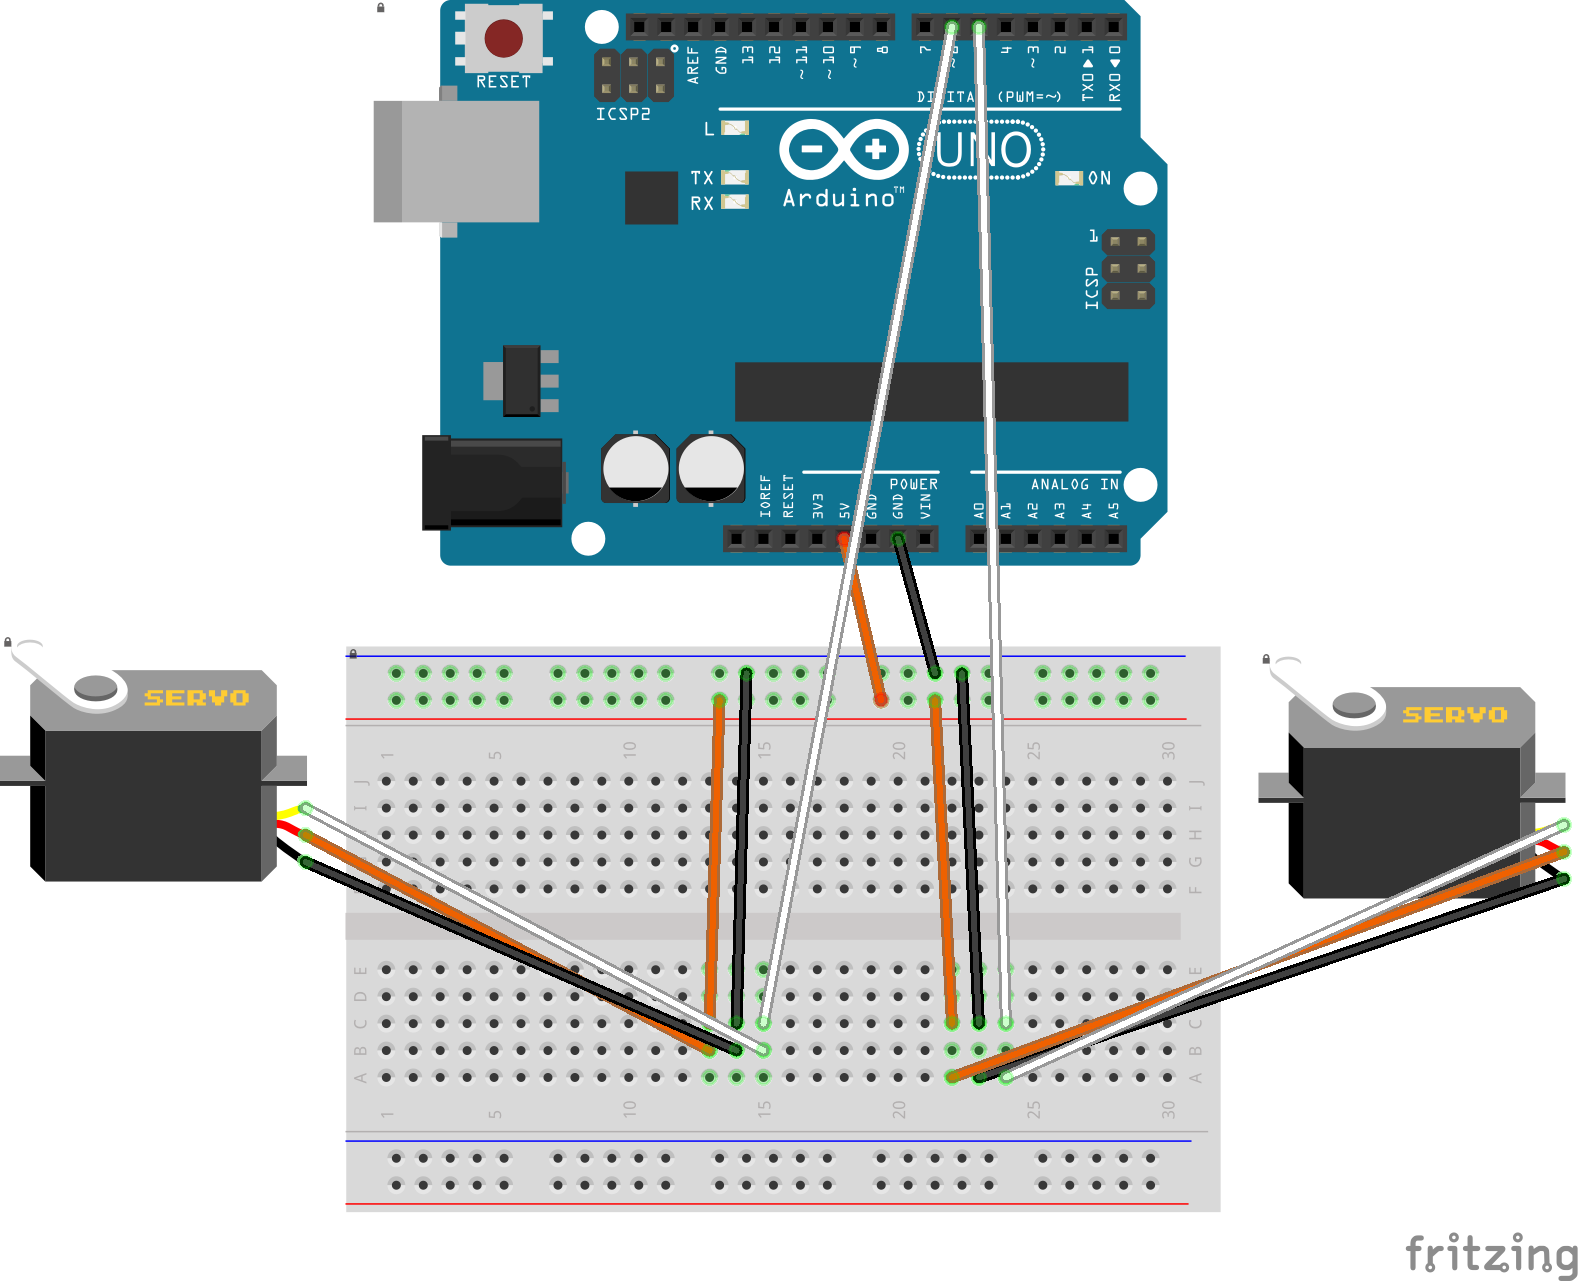 RESET
ICSP2
AREF
GND
13
12
~11
~10
~9
8
7
~6
4
~3
2
TX0▶1
RX0◀0
DIGITAL (PWM=~)
L
TX
RX
UNO
Arduino™
ON
1
ICSP
IOREF
RESET
3V3
5V
GND
GND
VIN
POWER
ANALOG IN
A0
A1
A2
A3
A4
A5
SERVO
SERVO
1 5 10 15 20 25 30
J J
I I
H H
G G
F F
E E
D
C C
B B
A A
1 5 10 15 20 25 30
fritzing